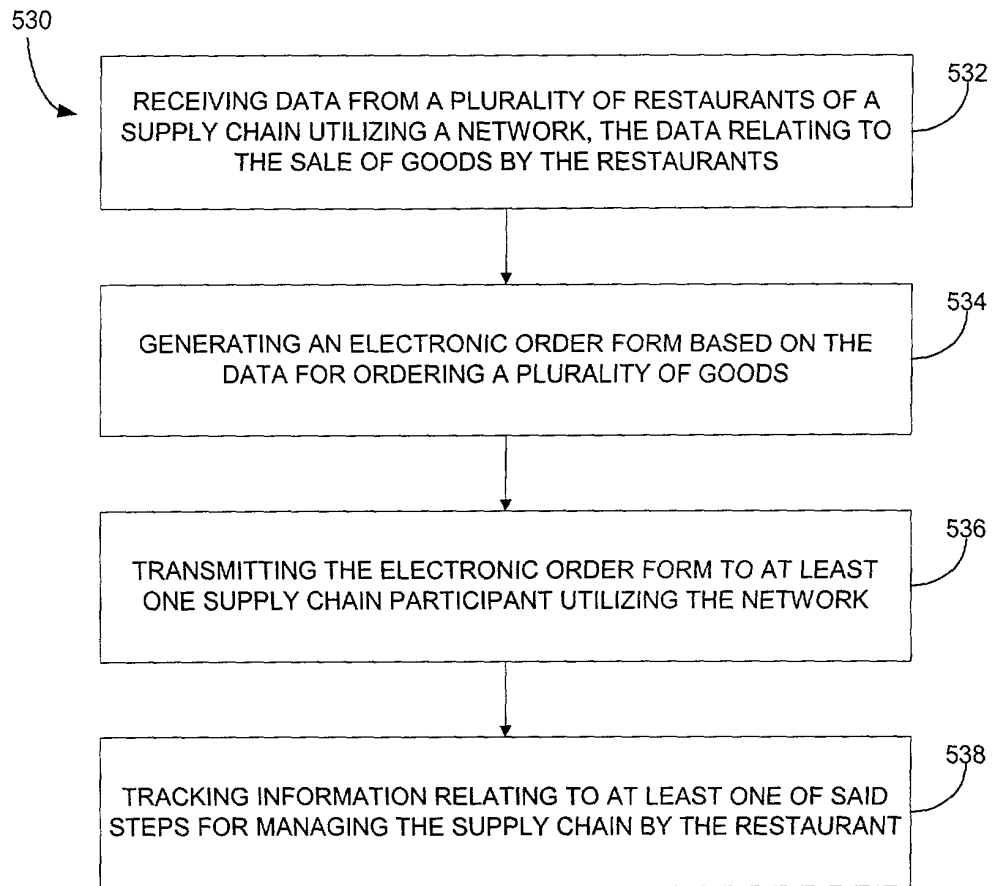 530
532
RECEIVING DATA FROM A PLURALITY OF RESTAURANTS OF A
SUPPLY CHAIN UTILIZING A NETWORK, THE DATA RELATING TO
THE SALE OF GOODS BY THE RESTAURANTS
534
GENERATING AN ELECTRONIC ORDER FORM BASED ON THE
DATA FOR ORDERING A PLURALITY OF GOODS
536
TRANSMITTING THE ELECTRONIC ORDER FORM TO AT LEAST
ONE SUPPLY CHAIN PARTICIPANT UTILIZING THE NETWORK
538
TRACKING INFORMATION RELATING TO AT LEAST ONE OF SAID
STEPS FOR MANAGING THE SUPPLY CHAIN BY THE RESTAURANT